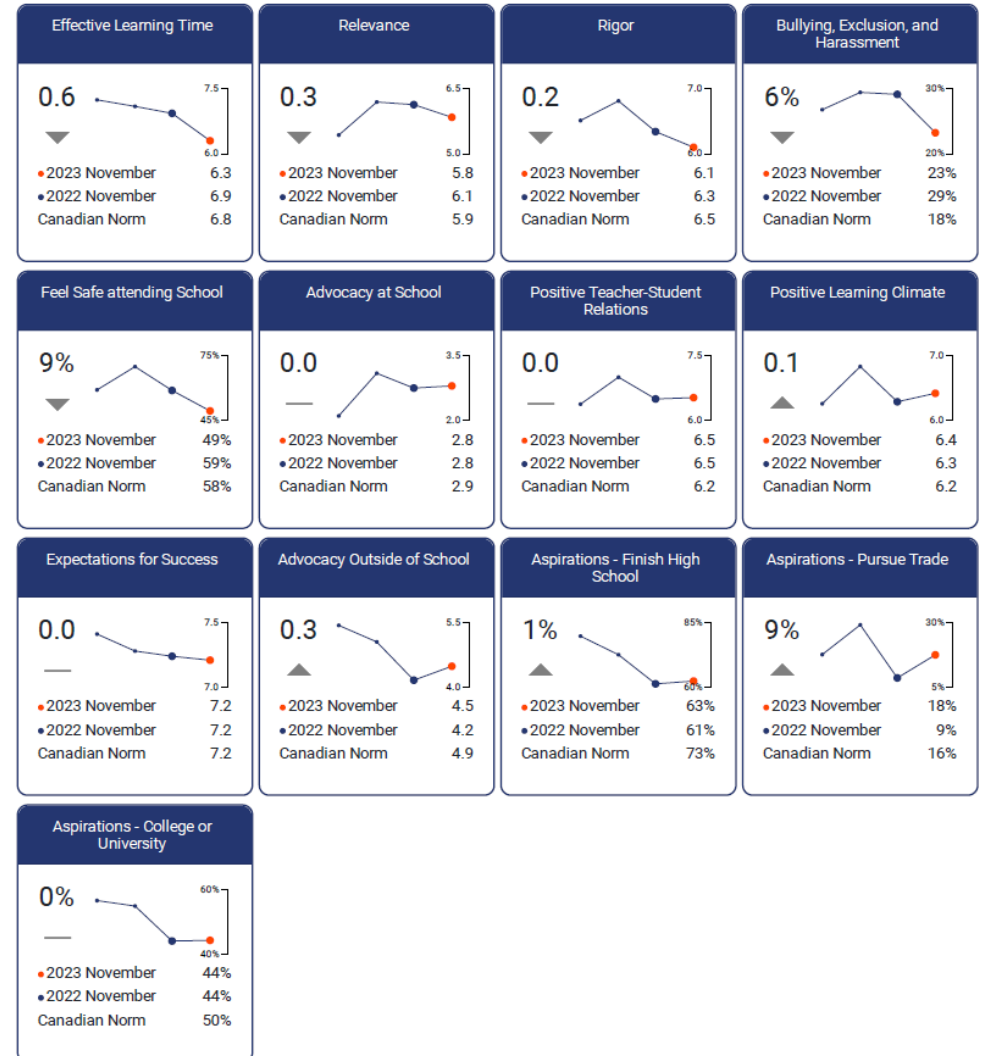 Effective Learning Time
0.6
7.5
6.0
2023 November 6.3
2022 November 6.9
Canadian Norm 6.8
Relevance
0.3
6.5
5.0
2023 November 5.8
2022 November 6.1
Canadian Norm 5.9
Rigor
0.2
7.0
6.0
2023 November 6.1
2022 November 6.3
Canadian Norm 6.5
Bullying, Exclusion, and
Harassment
6%
30%
20%
2023 November 23%
2022 November 29%
Canadian Norm 18%
Feel Safe attending School
9%
75%
45%
2023 November 49%
2022 November 59%
Canadian Norm 58%
Advocacy at School
0.0
3.5
2.0
2023 November 2.8
2022 November 2.8
Canadian Norm 2.9
Positive Teacher-Student
Relations
0.0
7.5
6.0
2023 November 6.5
2022 November 6.5
Canadian Norm 6.2
Positive Learning Climate
0.1
7.0
6.0
2023 November 6.4
2022 November 6.3
Canadian Norm 6.2
Expectations for Success
0.0
7.5
7.0
2023 November 7.2
2022 November 7.2
Canadian Norm 7.2
Advocacy Outside of School
0.3
5.5
4.0
2023 November 4.5
2022 November 4.2
Canadian Norm 4.9
Aspirations - Finish High
School
1%
85%
60%
2023 November 63%
2022 November 61%
Canadian Norm 73%
Aspirations - Pursue Trade
9%
30%
5%
2023 November 18%
2022 November 9%
Canadian Norm 16%
Aspirations - College or
University
0%
60%
40%
2023 November 44%
2022 November 44%
Canadian Norm 50%